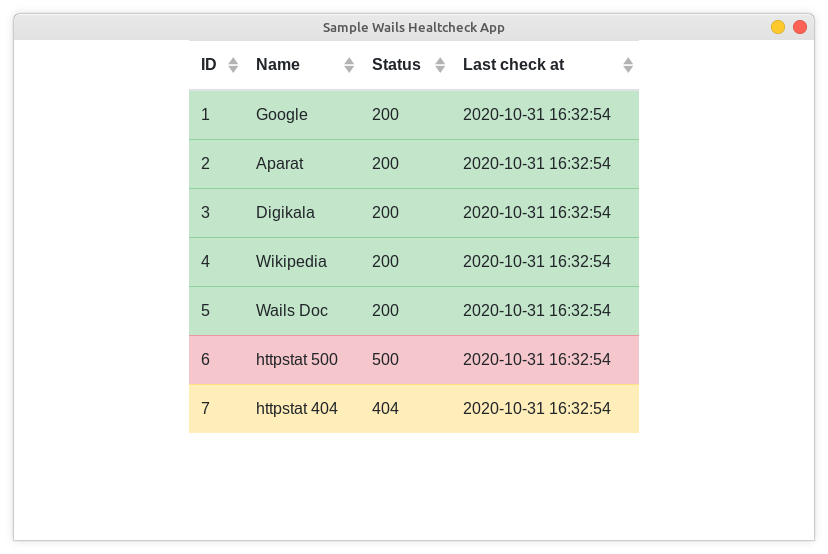 Sample Wails Healtcheck App
ID Name Status Last check at
1 Google 200 2020-10-31 16:32:54
2 Aparat 200 2020-10-31 16:32:54
3 Digikala 200 2020-10-31 16:32:54
4 Wikipedia 200 2020-10-31 16:32:54
5 Wails Doc 200 2020-10-31 16:32:54
6 httpstat 500 500 2020-10-31 16:32:54
7 httpstat 404 404 2020-10-31 16:32:54